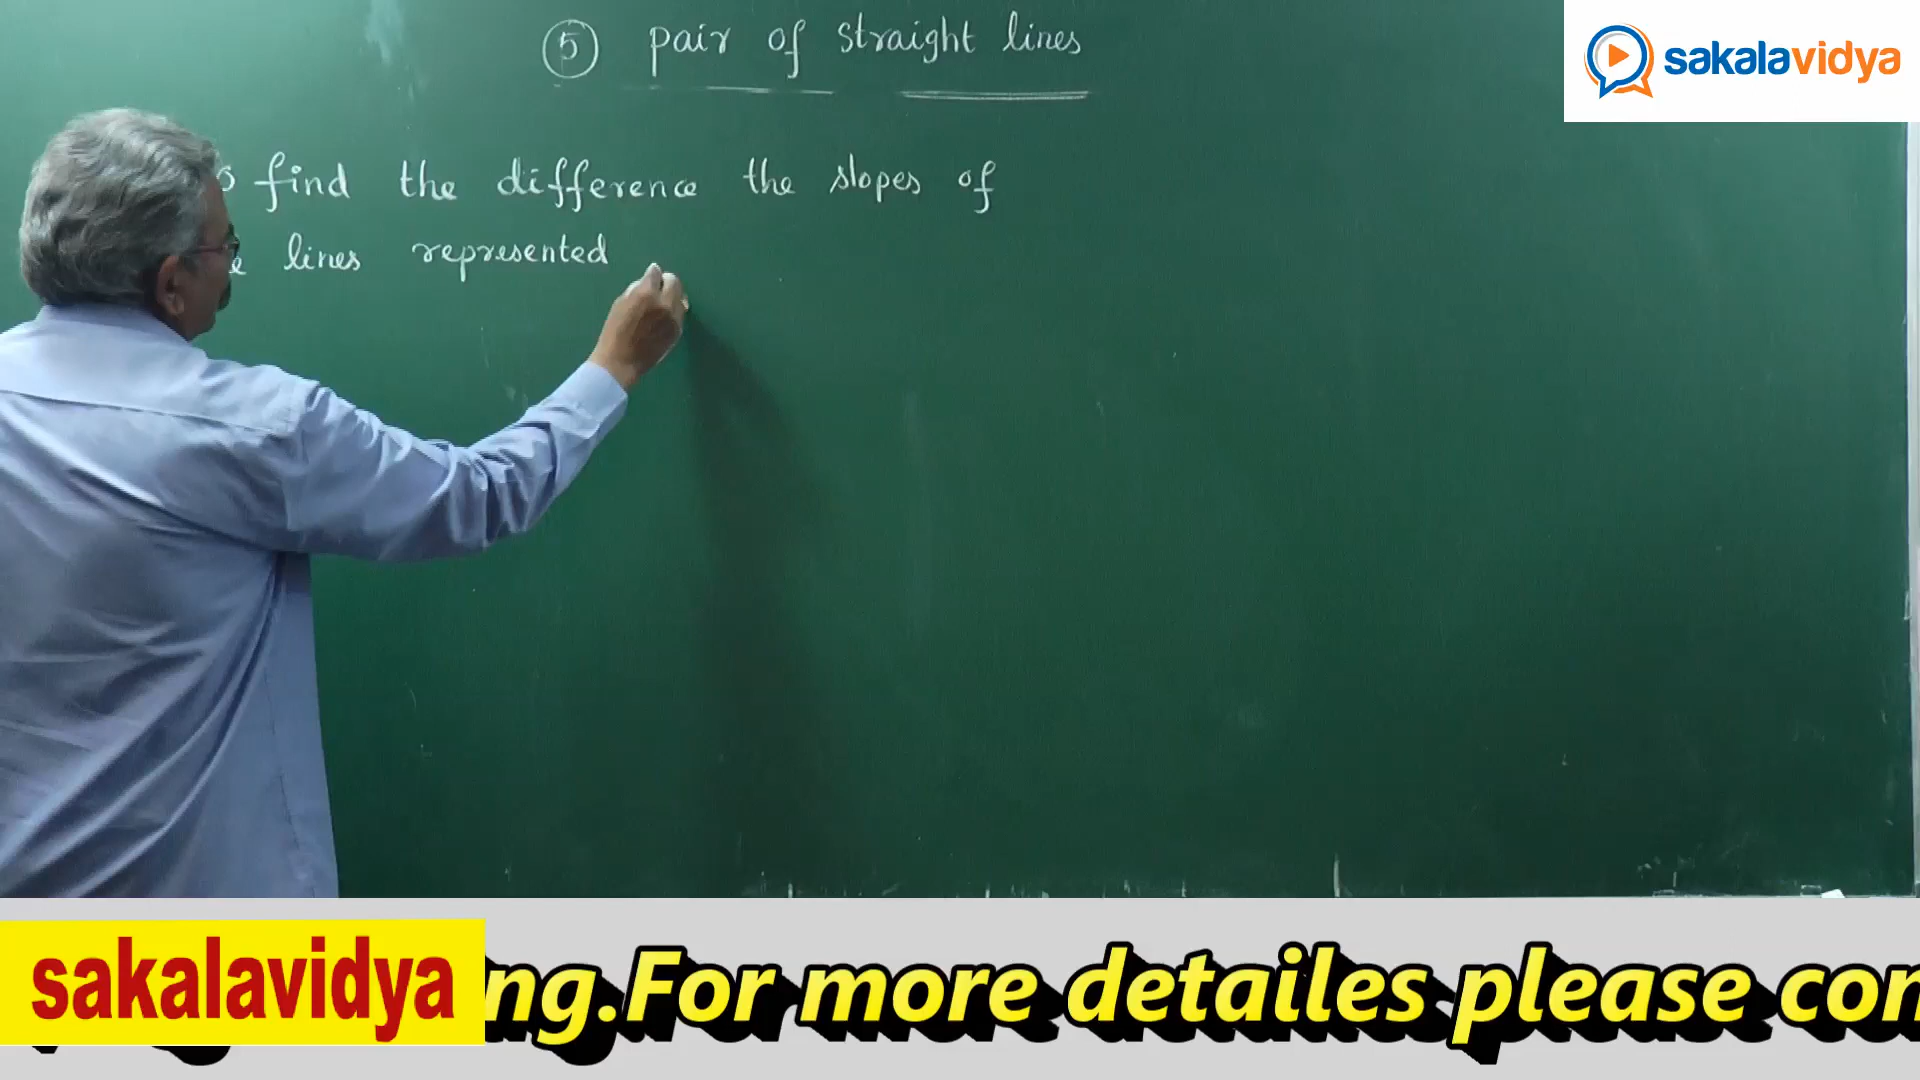 5 pair of straight lines
sakalavidya
find the difference the slopes of
lines represented
sakalavidya
ng.For more detailes please con